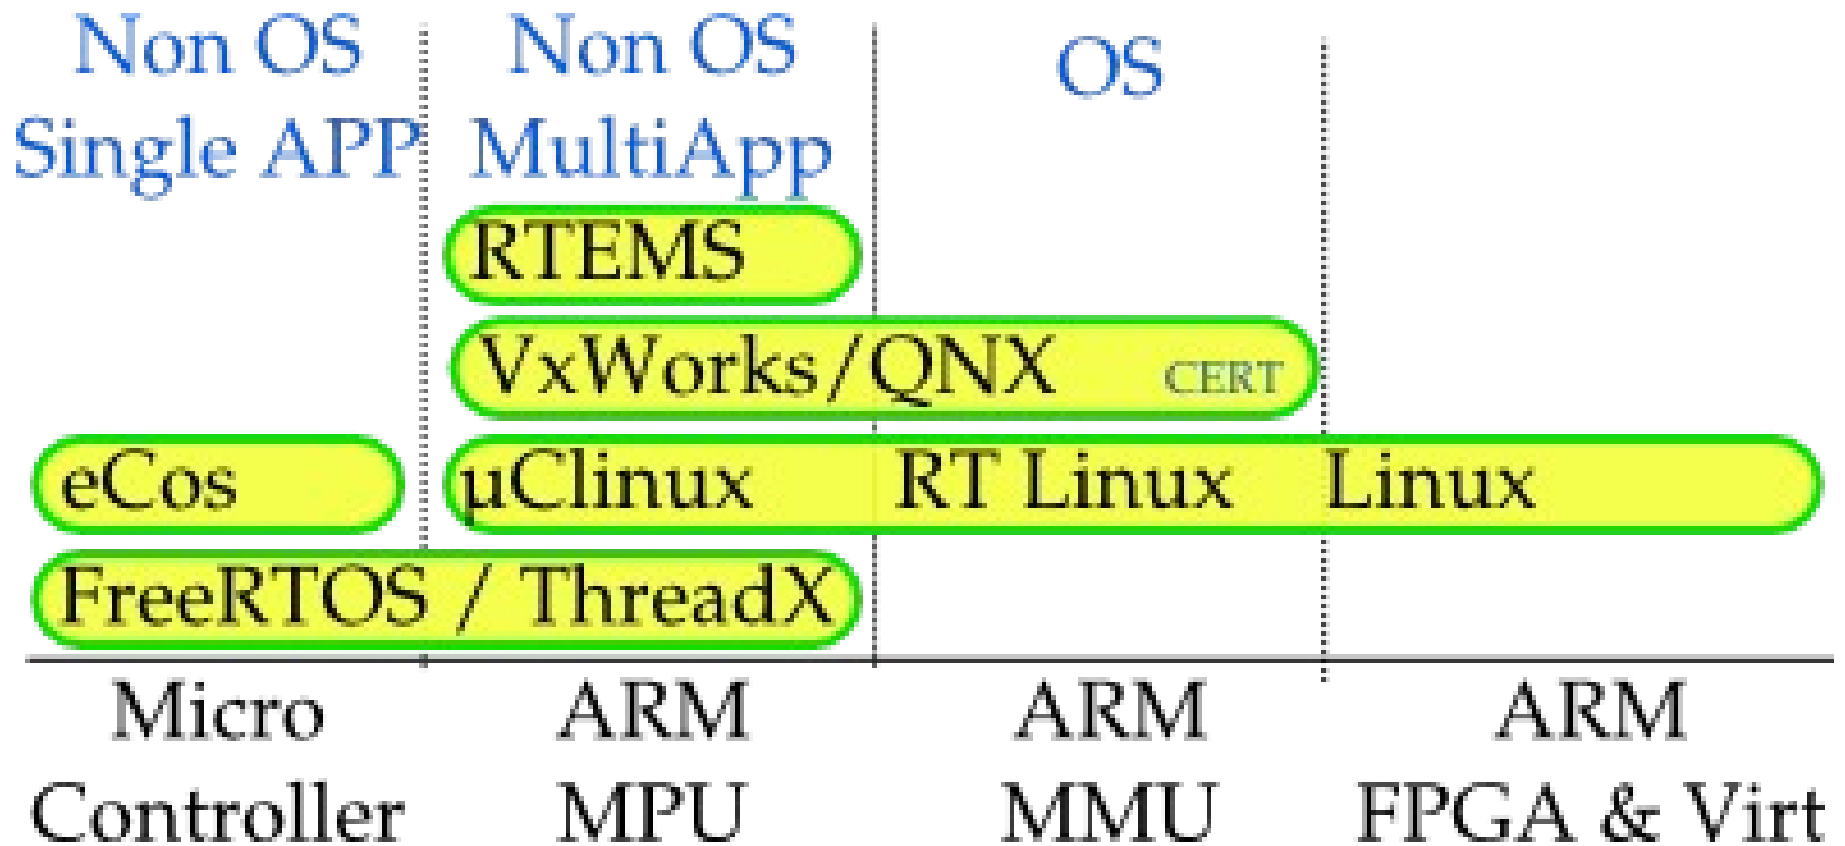 Non OS
Single APP
Non OS
MultiApp
OS
RTEMS
VxWorks/QNX CERT
eCos
µClinux RT Linux Linux
FreeRTOS / ThreadX
Micro
Controller
ARM
MPU
ARM
MMU
ARM
FPGA & Virt